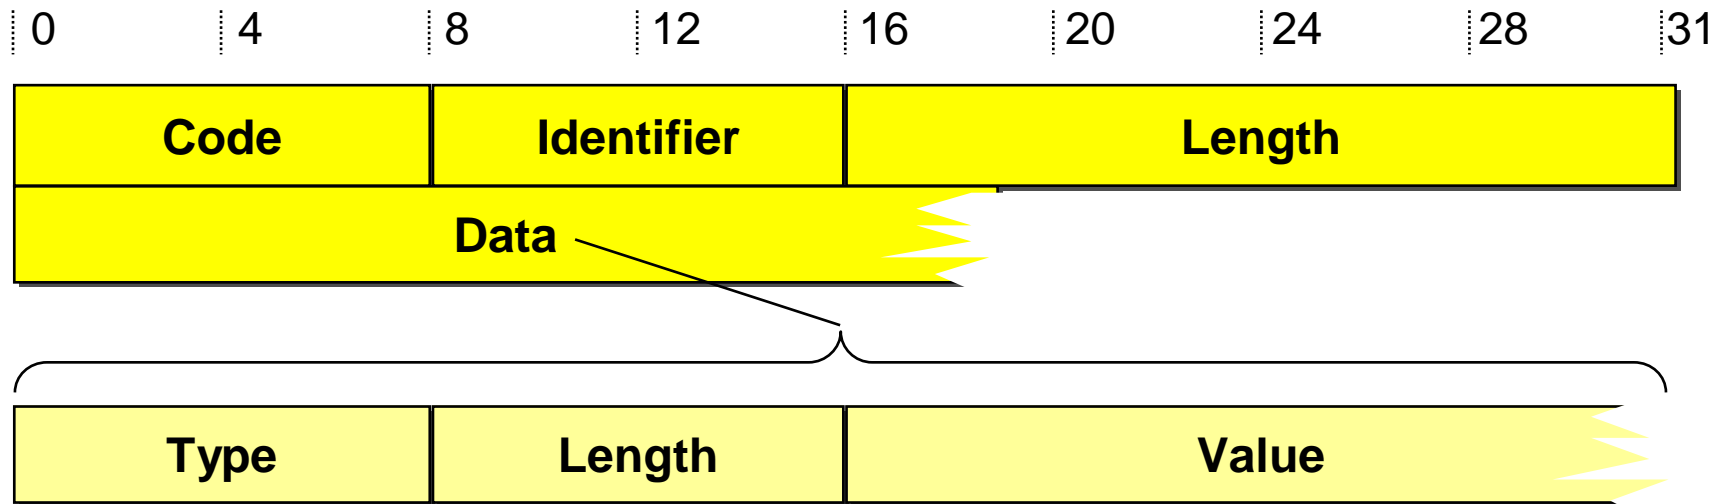 0 4 8 12 16 20 24 28 31
Code Identifier Length
Data
Type Length Value